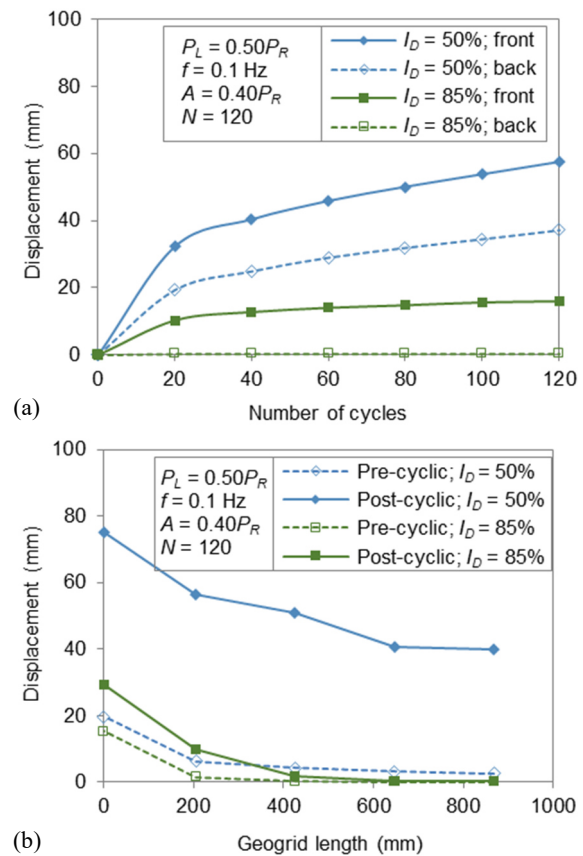 100
80
60
40
20
0
Displacement (mm)
P_L = 0.50P_R
f = 0.1 Hz
A = 0.40P_R
N = 120
I_D = 50%; front
I_D = 50%; back
I_D = 85%; front
I_D = 85%; back
0 20 40 60 80 100 120
Number of cycles
(a)
100
80
60
40
20
0
Displacement (mm)
P_L = 0.50P_R
f = 0.1 Hz
A = 0.40P_R
N = 120
Pre-cyclic; I_D = 50%
Post-cyclic; I_D = 50%
Pre-cyclic; I_D = 85%
Post-cyclic; I_D = 85%
0 200 400 600 800 1000
Geogrid length (mm)
(b)